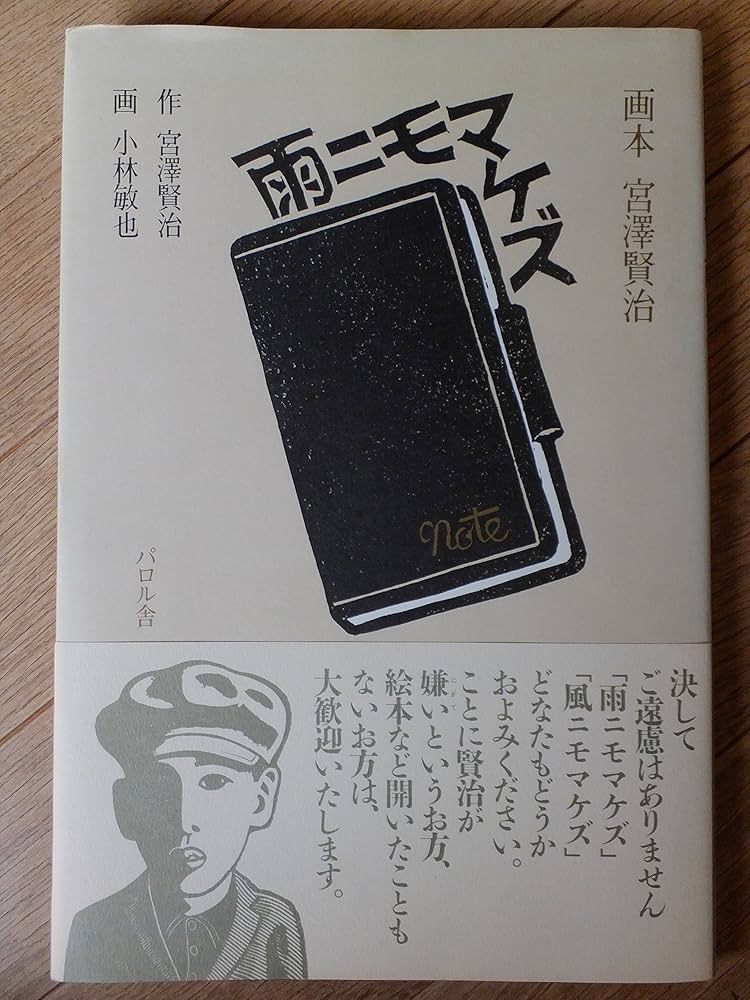 画本 宮澤賢治
雨ニモマケズ
作 宮澤賢治
画 小林敏也
note
パロル舎
決して
ご遠慮はありません
「雨ニモマケズ」
「風ニモマケズ」
どなたもどうか
およみください。
ことに賢治が
嫌いというお方、
絵本など開いたことも
ないお方は、
大歓迎いたします。